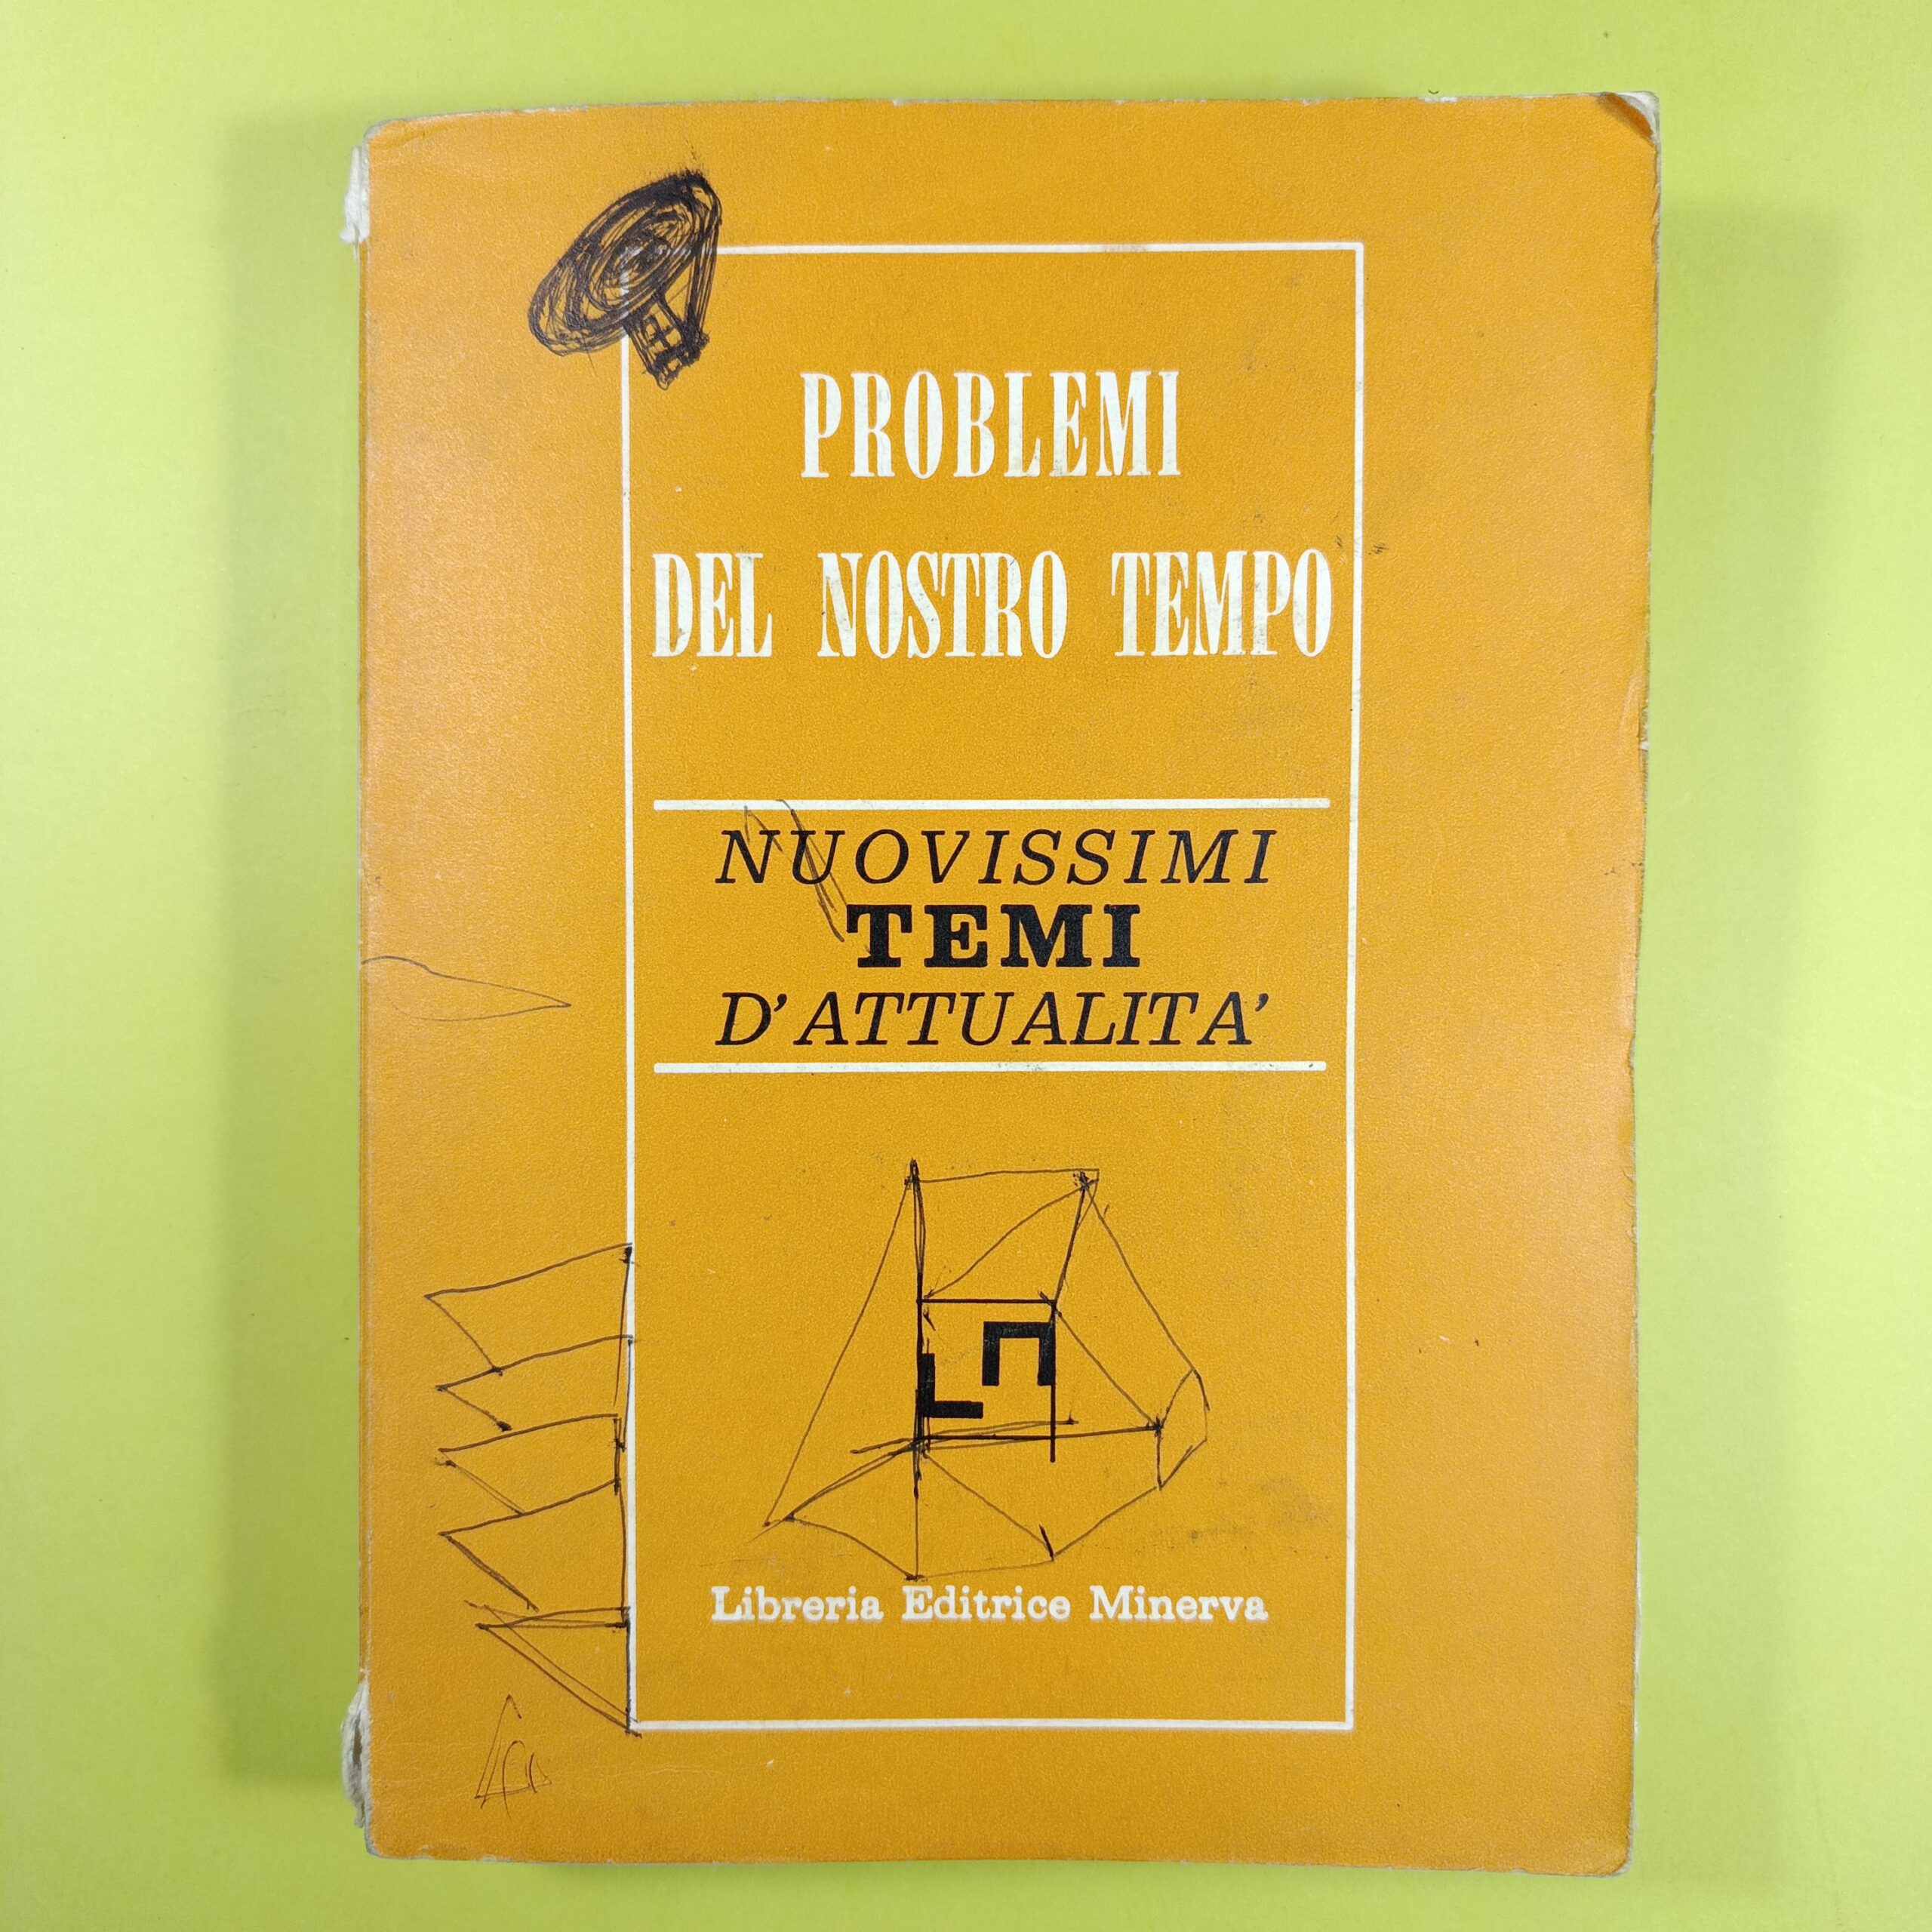 PROBLEMI
DEL NOSTRO TEMPO
NUOVISSIMI
TEMI
D'ATTUALITA'
Libreria Editrice Minerva